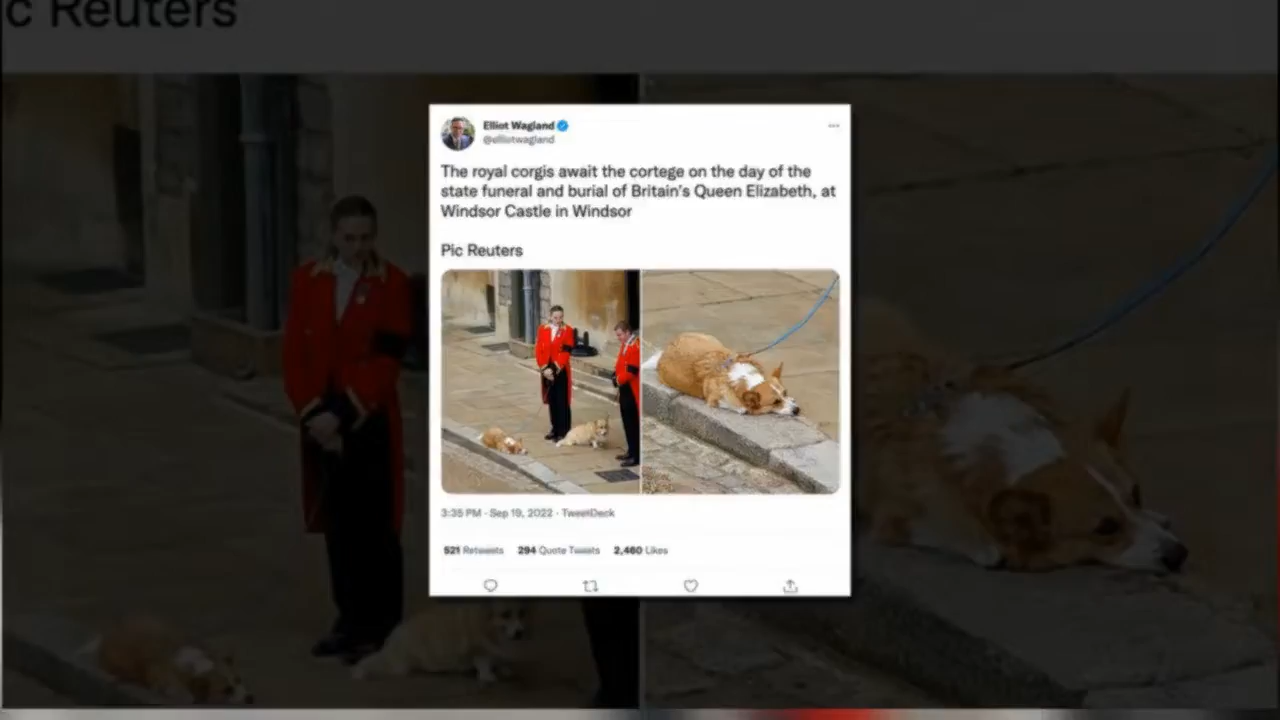 c Reuters
Elliot Wagland
@elliotwagland
The royal corgis await the cortege on the day of the
state funeral and burial of Britain's Queen Elizabeth, at
Windsor Castle in Windsor
Pic Reuters
3:35 PM · Sep 19, 2022 · TweetDeck
521 Retweets 294 Quote Tweets 2,460 Likes